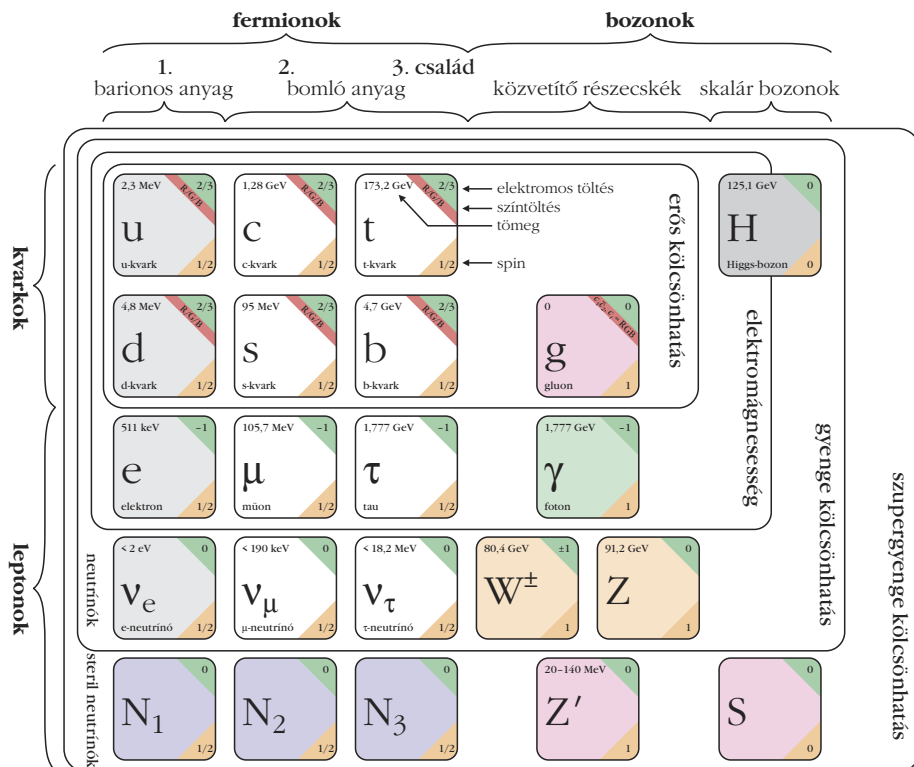 fermionok
bozonok
1.
2.
3. család
barionos anyag
bomló anyag
közvetítő részecskék
skalár bozonok
kvarkok
leptonok
neutrínók
steril neutrínók
2,3 MeV
2/3
R/G/B
u
u-kvark
1/2
1,28 GeV
2/3
R/G/B
c
c-kvark
1/2
173,2 GeV
2/3
R/G/B
t
t-kvark
1/2
elektromos töltés
színtöltés
tömeg
spin
125,1 GeV
0
H
Higgs-bozon
0
4,8 MeV
2/3
R/G/B
d
d-kvark
1/2
95 MeV
2/3
R/G/B
s
s-kvark
1/2
4,7 GeV
2/3
R/G/B
b
b-kvark
1/2
0
0
g
gluon
1
erős kölcsönhatás
511 keV
−1
e
elektron
1/2
105,7 MeV
−1
μ
müon
1/2
1,777 GeV
−1
τ
tau
1/2
1,777 GeV
−1
γ
foton
1
elektromágnesesség
< 2 eV
0
νe
e-neutrínó
1/2
< 190 keV
0
νμ
μ-neutrínó
1/2
< 18,2 MeV
0
ντ
τ-neutrínó
1/2
80,4 GeV
±1
W±
1
91,2 GeV
0
Z
1
gyenge kölcsönhatás
0
N1
1/2
0
N2
1/2
0
N3
1/2
20–140 MeV
0
Z′
1
0
S
0
szupergyenge kölcsönhatás